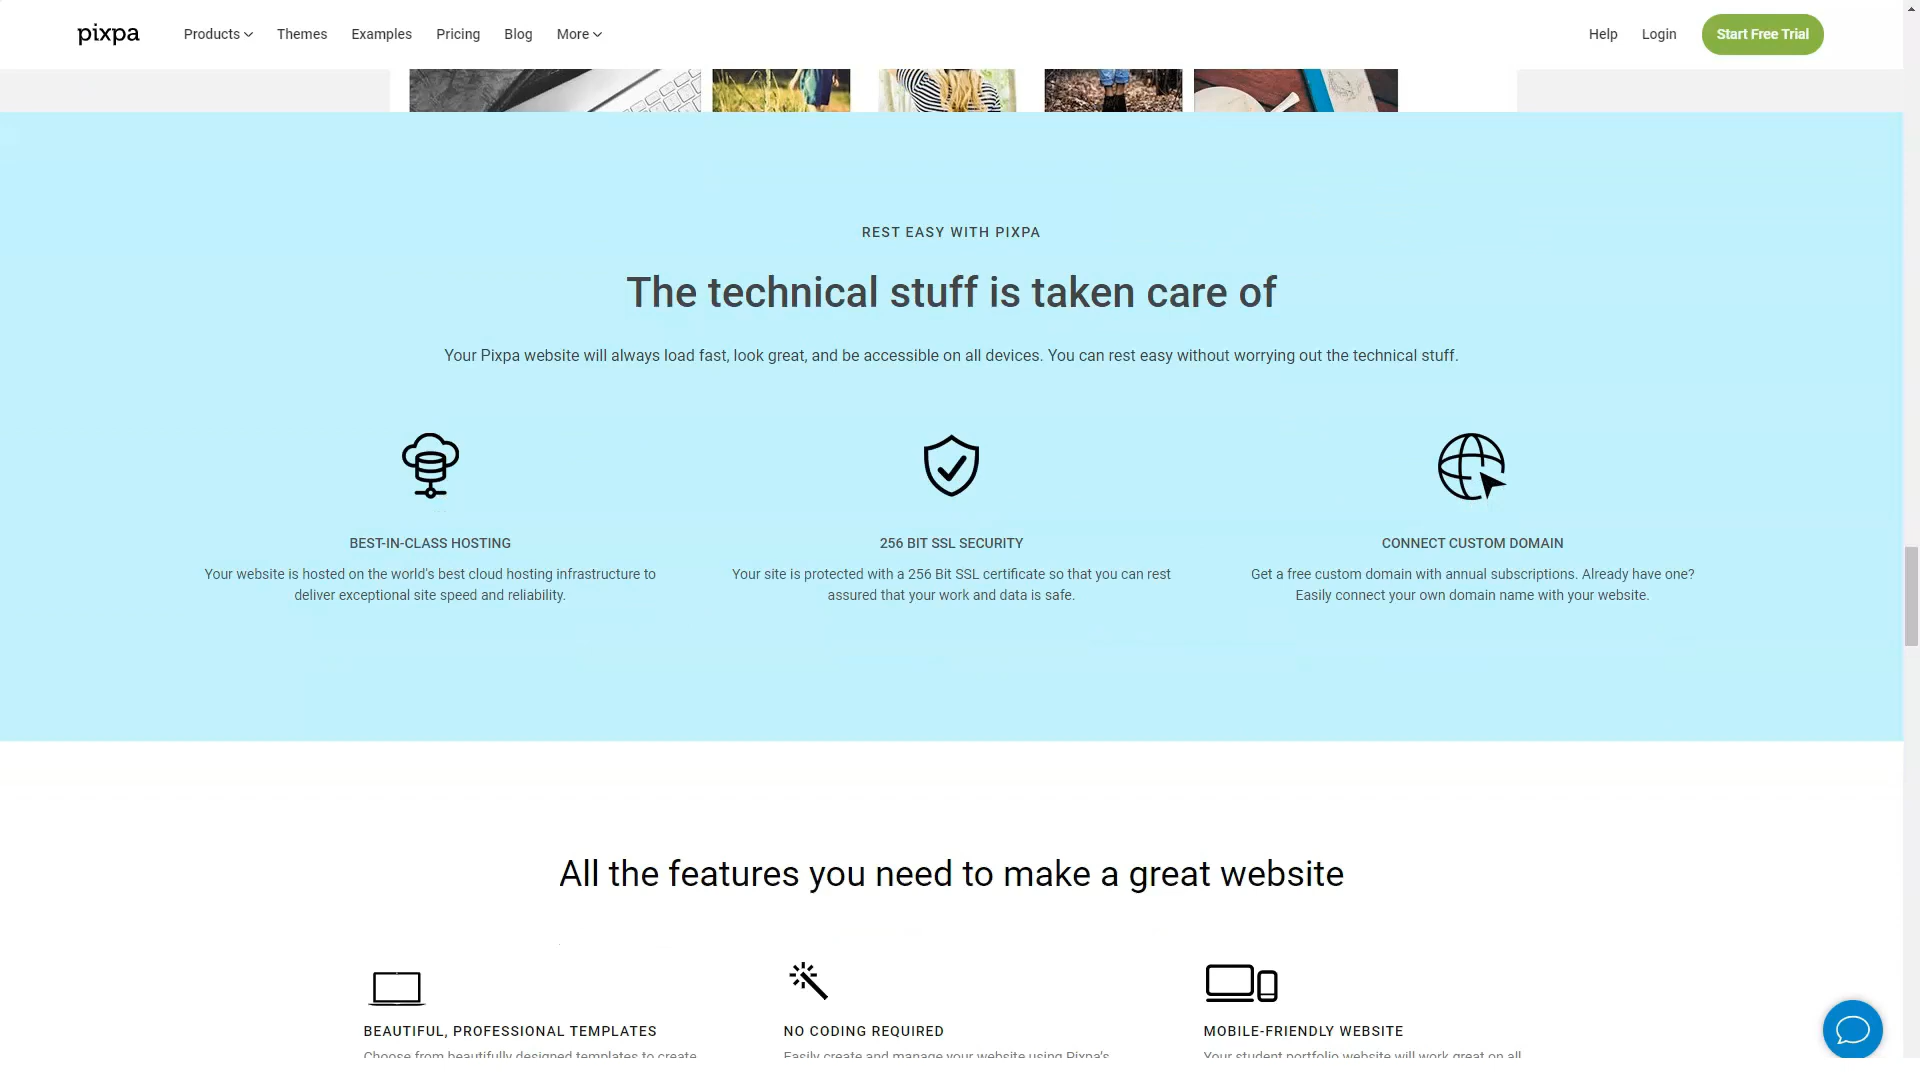 pixpa Products Themes Examples Pricing Blog More Help Login Start Free Trial
REST EASY WITH PIXPA
The technical stuff is taken care of
Your Pixpa website will always load fast, look great, and be accessible on all devices. You can rest easy without worrying out the technical stuff.
BEST-IN-CLASS HOSTING
Your website is hosted on the world's best cloud hosting infrastructure to
deliver exceptional site speed and reliability.
256 BIT SSL SECURITY
Your site is protected with a 256 Bit SSL certificate so that you can rest
assured that your work and data is safe.
CONNECT CUSTOM DOMAIN
Get a free custom domain with annual subscriptions. Already have one?
Easily connect your own domain name with your website.
All the features you need to make a great website
BEAUTIFUL, PROFESSIONAL TEMPLATES
Choose from beautifully designed templates to create
NO CODING REQUIRED
Easily create and manage your website using Pixpa's
MOBILE-FRIENDLY WEBSITE
Your student portfolio website will work great on all